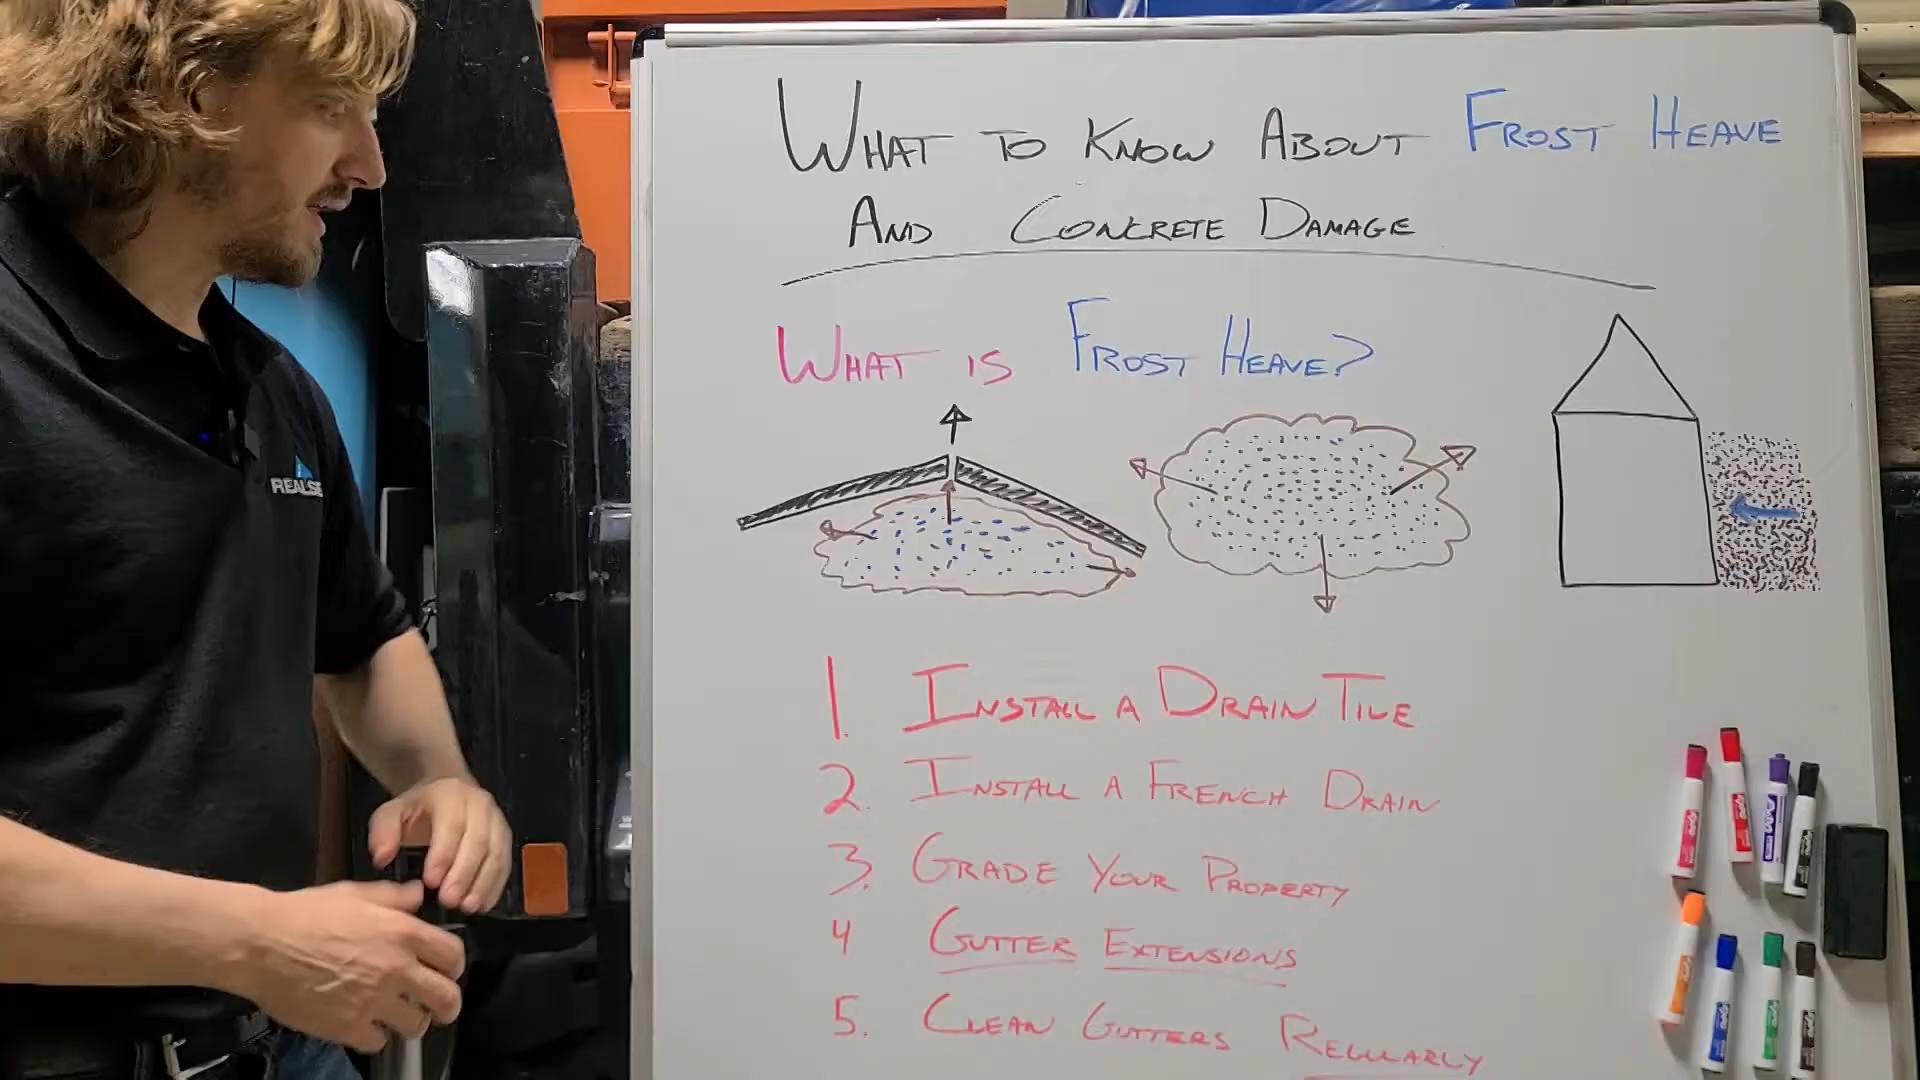 WHAT TO KNOW ABOUT FROST HEAVE
AND CONCRETE DAMAGE
WHAT IS FROST HEAVE?
REALSE
1. INSTALL A DRAIN TILE
2. INSTALL A FRENCH DRAIN
3. GRADE YOUR PROPERTY
4 GUTTER EXTENSIONS
5. CLEAN GUTTERS REGULARLY